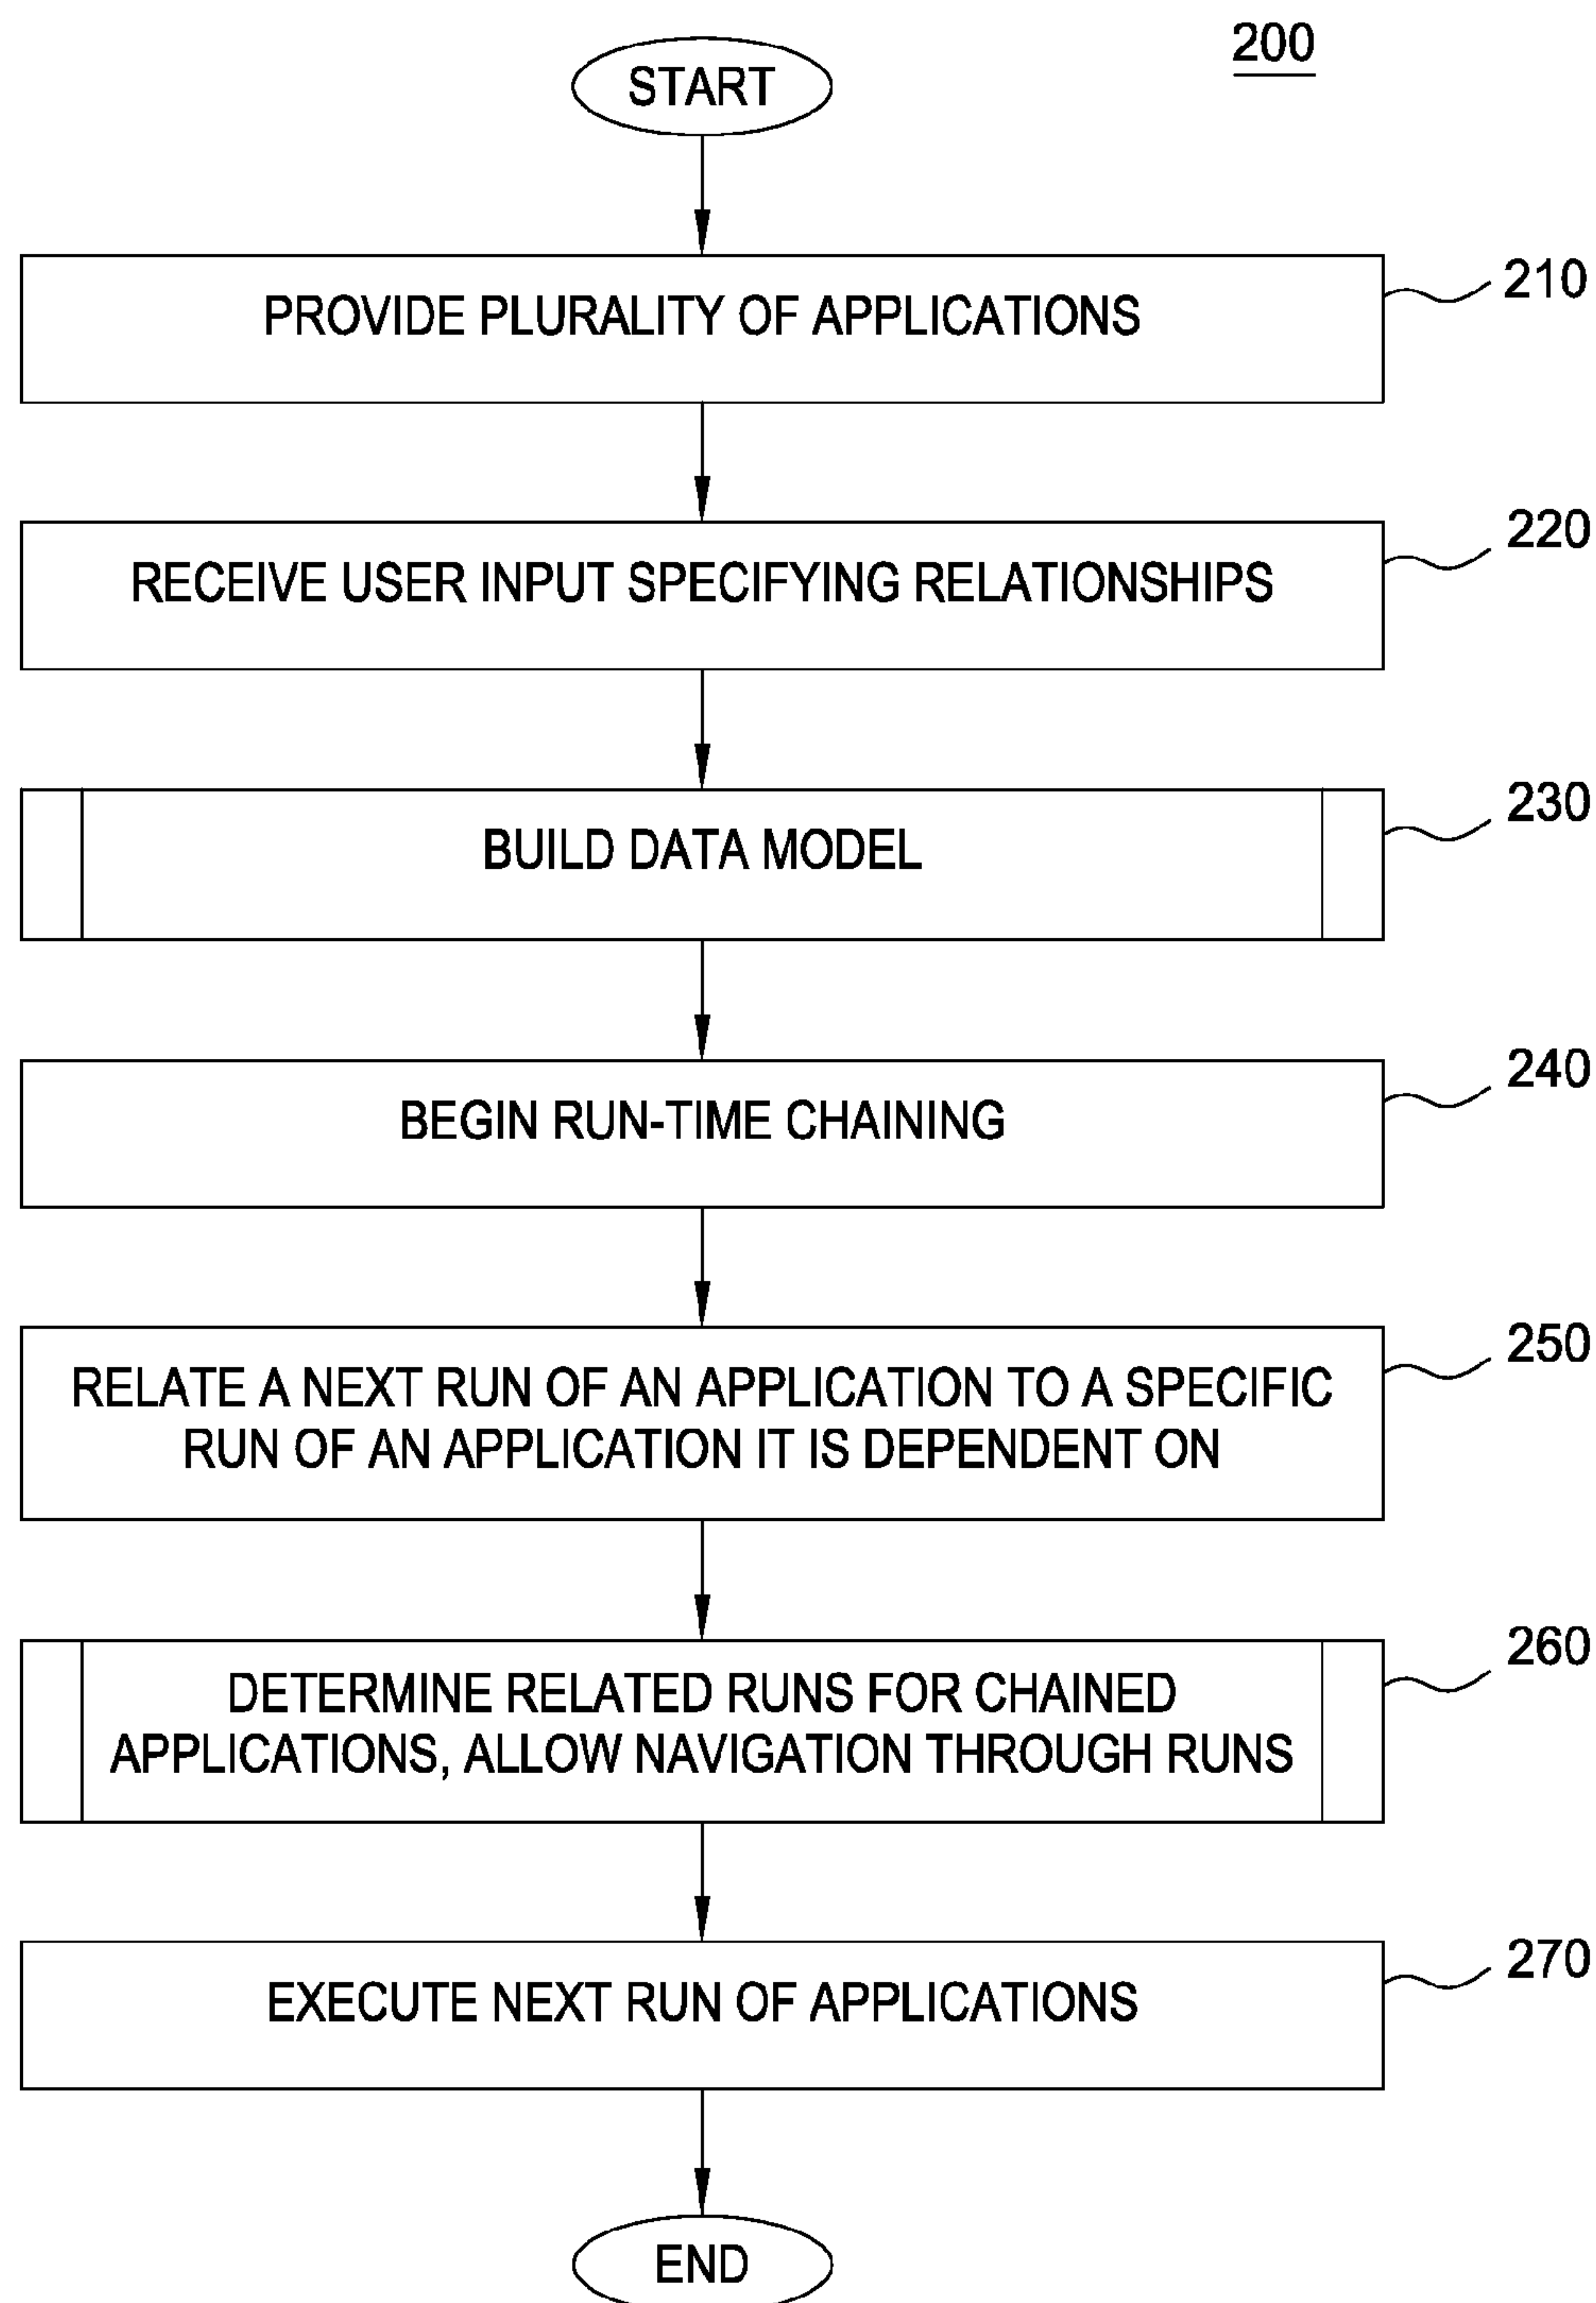 200
START
PROVIDE PLURALITY OF APPLICATIONS
210
RECEIVE USER INPUT SPECIFYING RELATIONSHIPS
220
BUILD DATA MODEL
230
BEGIN RUN-TIME CHAINING
240
RELATE A NEXT RUN OF AN APPLICATION TO A SPECIFIC
RUN OF AN APPLICATION IT IS DEPENDENT ON
250
DETERMINE RELATED RUNS FOR CHAINED
APPLICATIONS, ALLOW NAVIGATION THROUGH RUNS
260
EXECUTE NEXT RUN OF APPLICATIONS
270
END